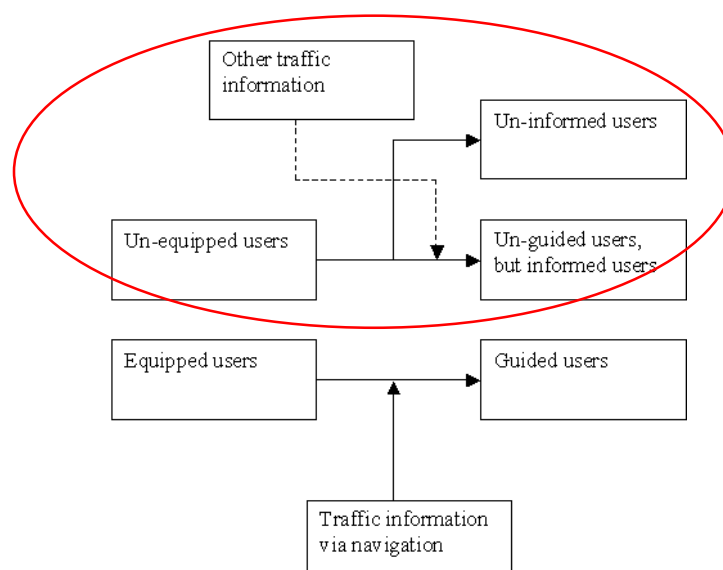 Other traffic
information
Un-informed users
Un-equipped users
Un-guided users,
but informed users
Equipped users
Guided users
Traffic information
via navigation